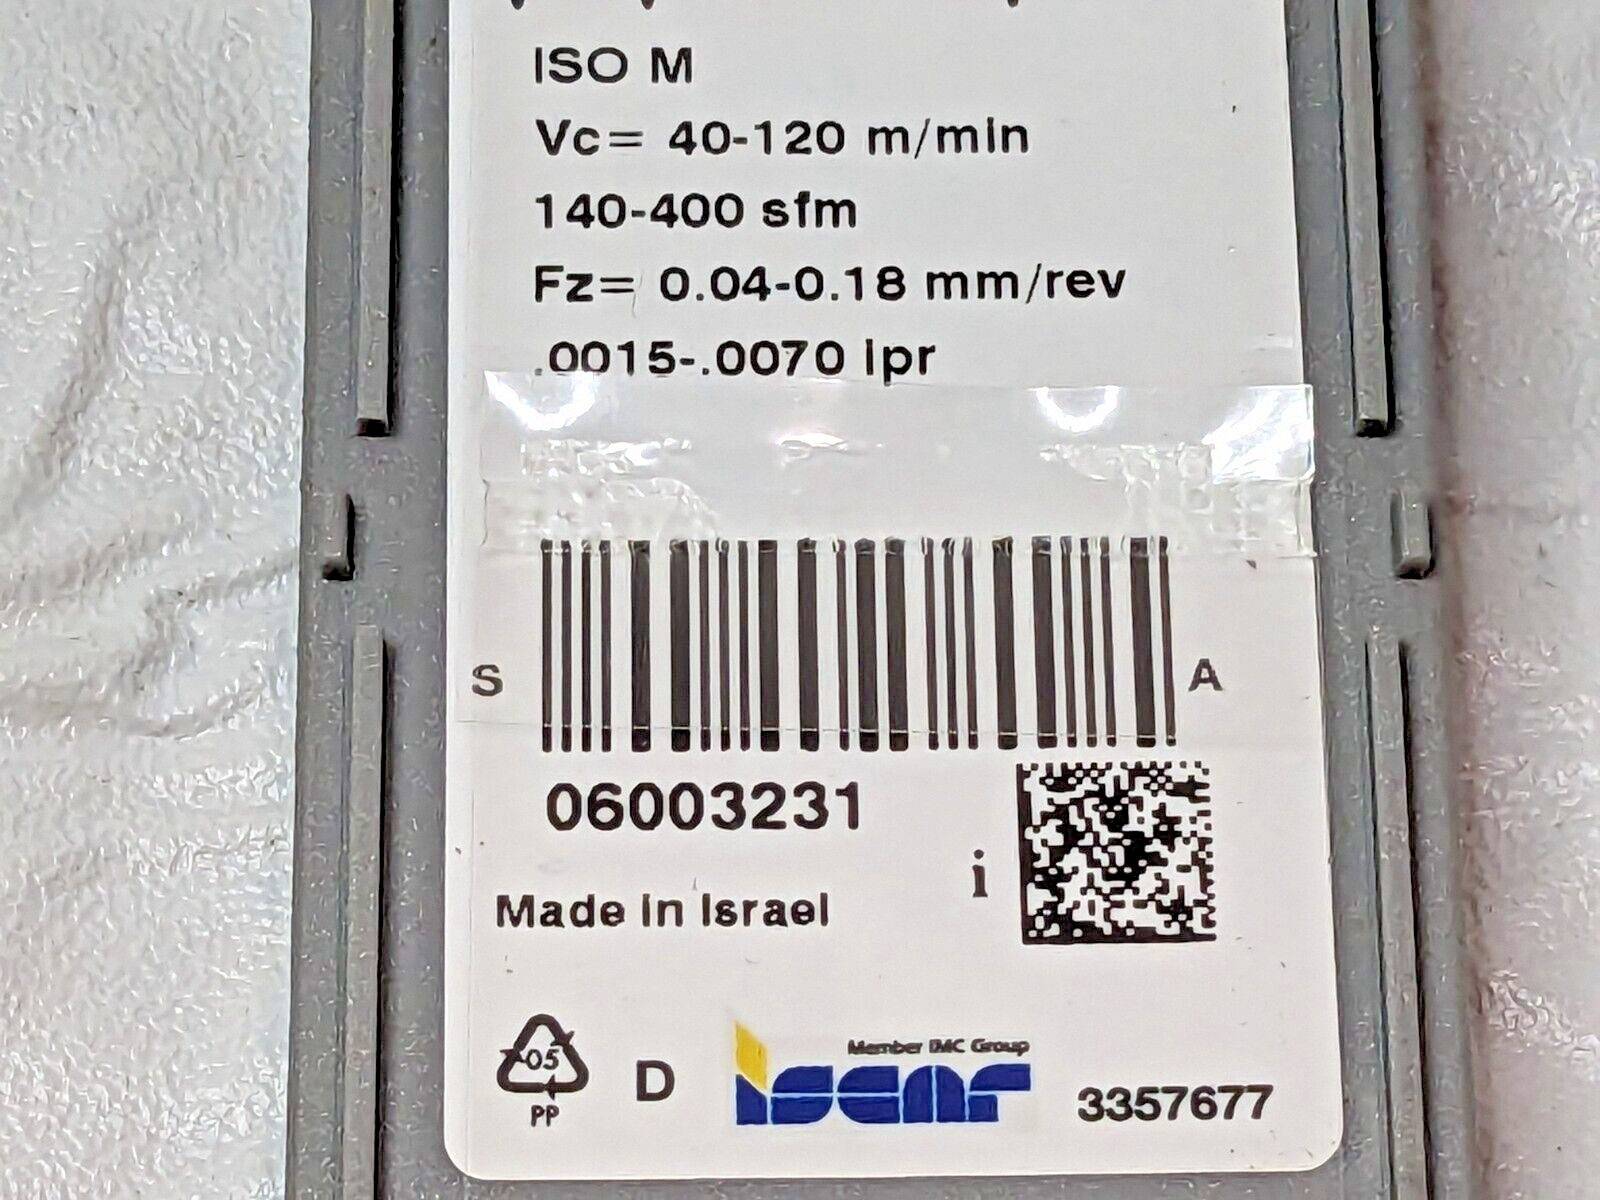 ISO M
Vc= 40-120 m/min
140-400 sfm
Fz= 0.04-0.18 mm/rev
.0015-.0070 ipr
S
A
06003231
i
Made in Israel
05
PP
D
Member IMC Group
iscar
3357677